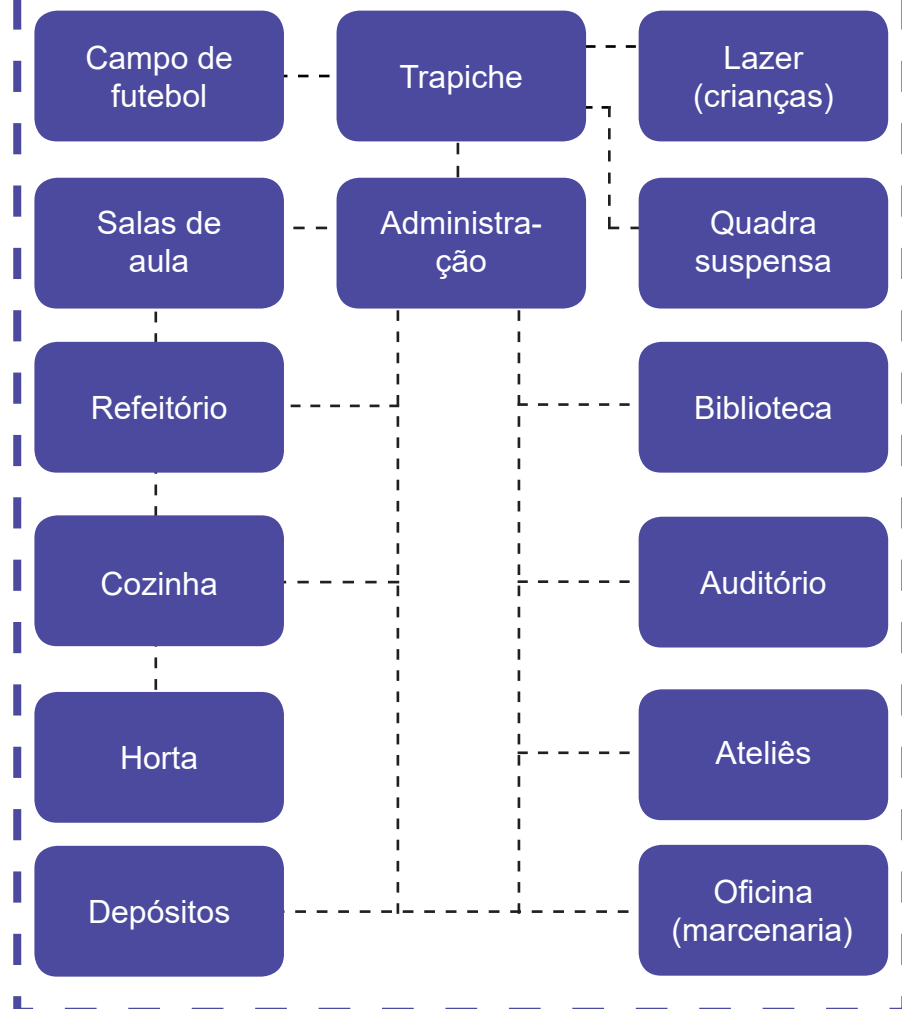 Campo de
futebol
Trapiche
Lazer
(crianças)
Salas de
aula
Administra-
ção
Quadra
suspensa
Refeitório
Biblioteca
Cozinha
Auditório
Horta
Ateliês
Depósitos
Oficina
(marcenaria)